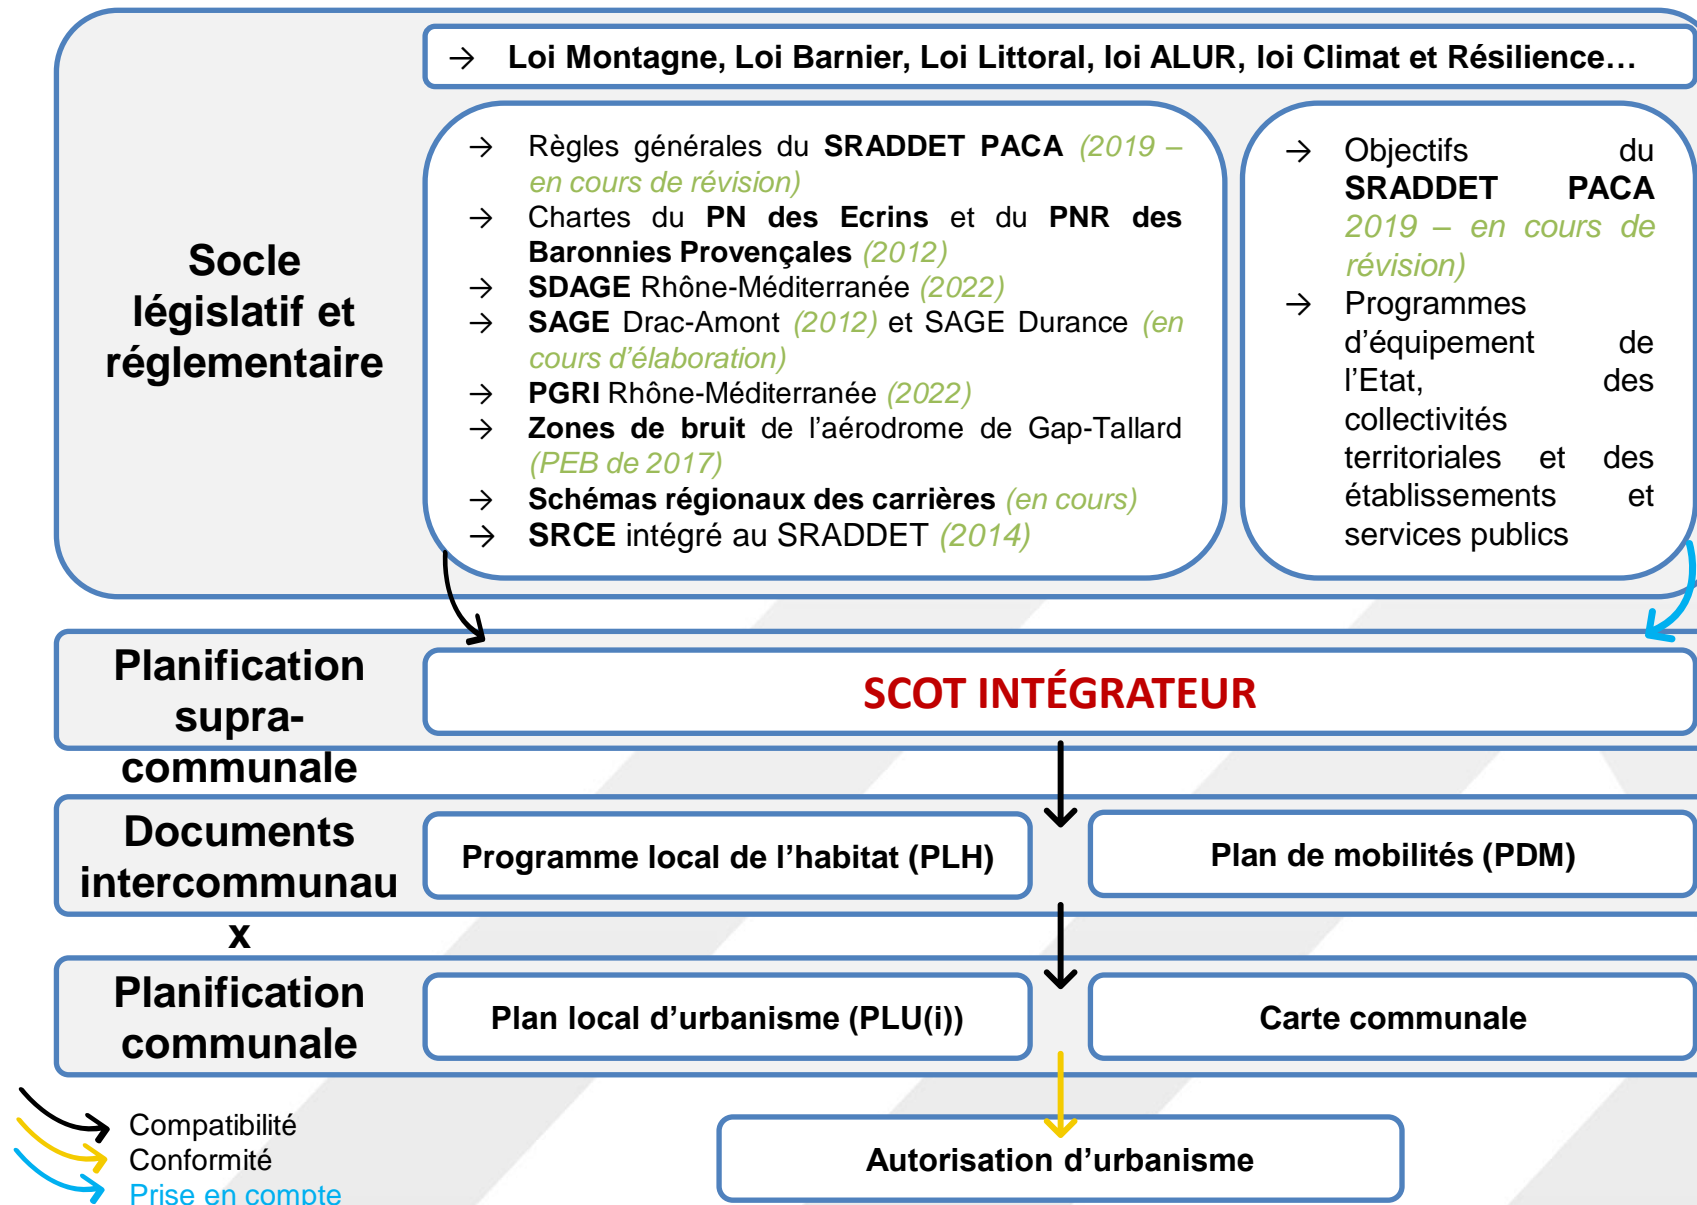 → Loi Montagne, Loi Barnier, Loi Littoral, loi ALUR, loi Climat et Résilience…
Socle
législatif et
réglementaire
→ Règles générales du SRADDET PACA (2019 –
en cours de révision)
→ Chartes du PN des Ecrins et du PNR des
Baronnies Provençales (2012)
→ SDAGE Rhône-Méditerranée (2022)
→ SAGE Drac-Amont (2012) et SAGE Durance (en
cours d’élaboration)
→ PGRI Rhône-Méditerranée (2022)
→ Zones de bruit de l’aérodrome de Gap-Tallard
(PEB de 2017)
→ Schémas régionaux des carrières (en cours)
→ SRCE intégré au SRADDET (2014)
→ Objectifs du
SRADDET PACA
2019 – en cours de
révision)
→ Programmes
d’équipement de
l’Etat, des
collectivités
territoriales et des
établissements et
services publics
Planification
supra-
communale
SCOT INTÉGRATEUR
Documents
intercommunau
x
Programme local de l’habitat (PLH)
Plan de mobilités (PDM)
Planification
communale
Plan local d’urbanisme (PLU(i))
Carte communale
Autorisation d’urbanisme
Compatibilité
Conformité
Prise en compte